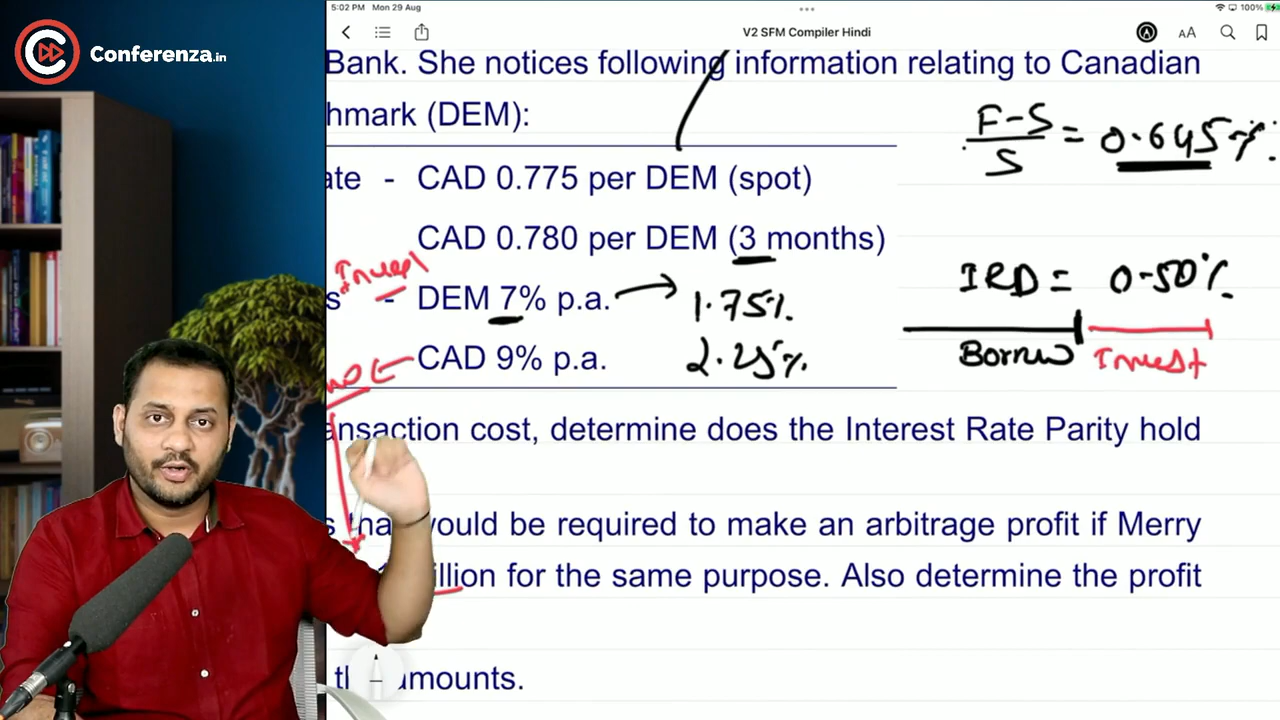 5:02 PM Mon 29 Aug
100%
Conferenza.in
V2 SFM Compiler Hindi
AA
Bank. She notices following information relating to Canadian
hmark (DEM):
F-S
S
= 0.645%
ate - CAD 0.775 per DEM (spot)
CAD 0.780 per DEM (3 months)
Invest
s - DEM 7% p.a.
1.75%
IRD = 0.50%
CAD 9% p.a.
2.25%
Borrow Invest
ansaction cost, determine does the Interest Rate Parity hold
s that would be required to make an arbitrage profit if Merry
illion for the same purpose. Also determine the profit
amounts.